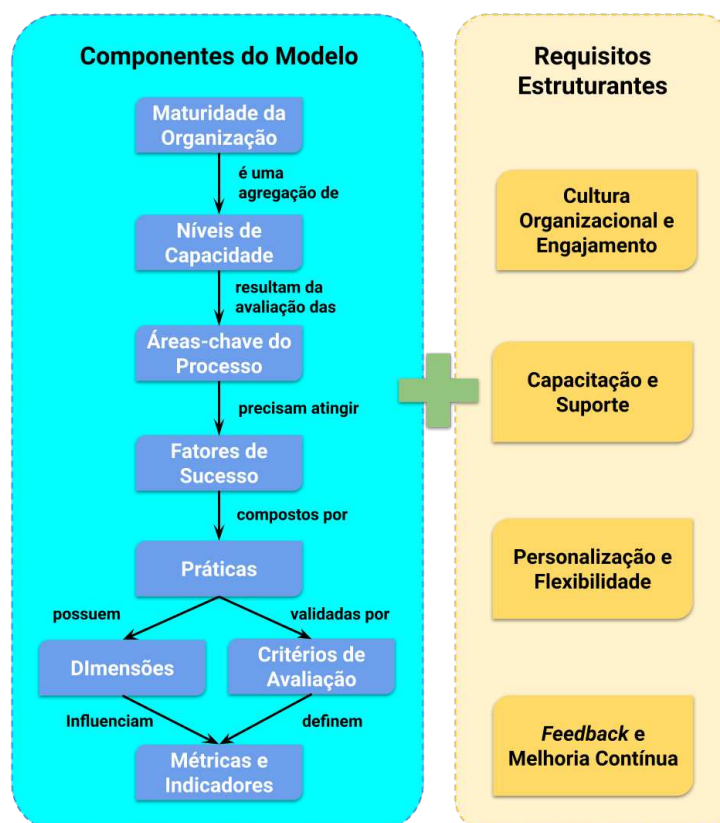 Componentes do Modelo
Maturidade da
Organização
é uma
agregação de
Níveis de
Capacidade
resultam da
avaliação das
Áreas-chave do
Processo
precisam atingir
Fatores de
Sucesso
compostos por
Práticas
possuem
validadas por
DImensões
Critérios de
Avaliação
Influenciam
definem
Métricas e
Indicadores
Requisitos
Estruturantes
Cultura
Organizacional e
Engajamento
Capacitação e
Suporte
Personalização e
Flexibilidade
Feedback e
Melhoria Contínua